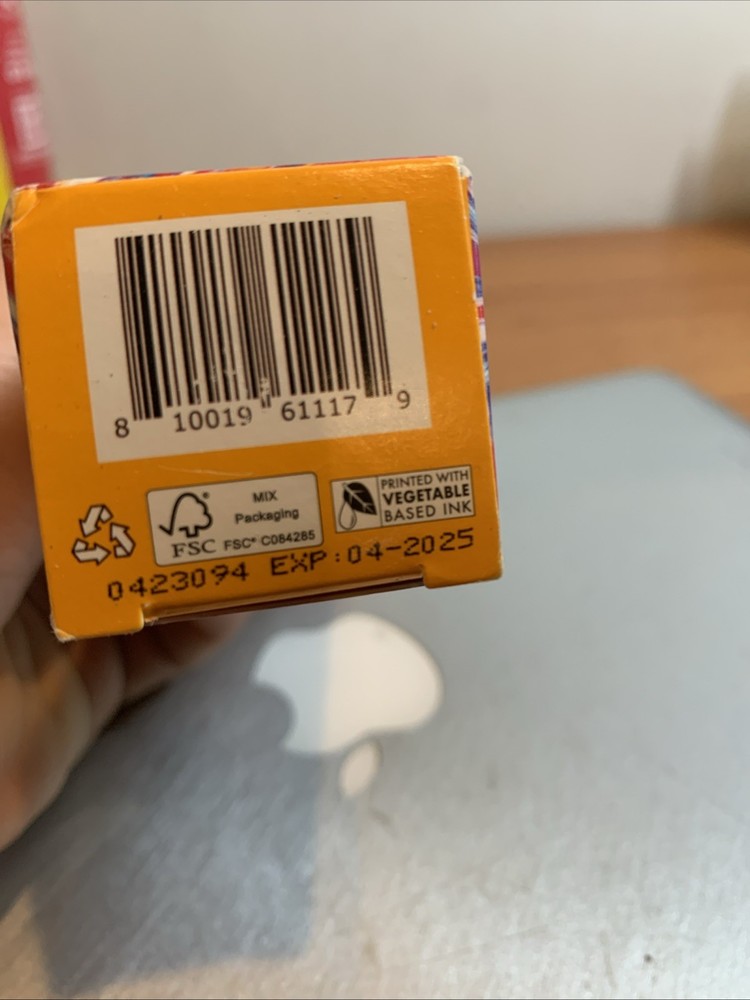 8 10019 61117 9
MIX
Packaging
FSC® FSC® C084285
PRINTED WITH
VEGETABLE
BASED INK
0423094 EXP:04-2025